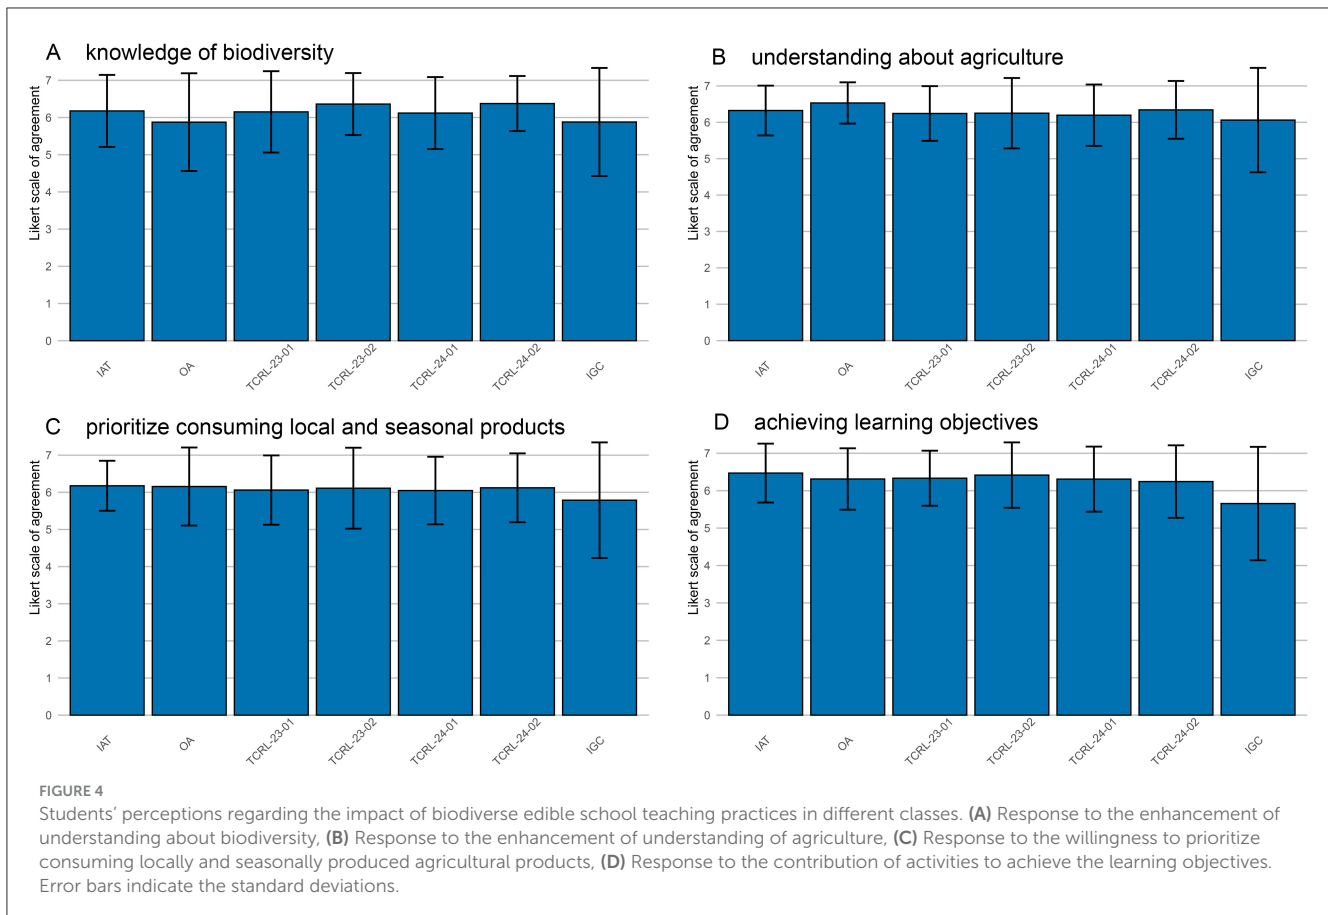 A knowledge of biodiversity
Likert scale of agreement
7
6
5
4
3
2
1
0
IAT
OA
TCRL-23-01
TCRL-23-02
TCRL-24-01
TCRL-24-02
IGC
B understanding about agriculture
Likert scale of agreement
7
6
5
4
3
2
1
0
IAT
OA
TCRL-23-01
TCRL-23-02
TCRL-24-01
TCRL-24-02
IGC
C prioritize consuming local and seasonal products
Likert scale of agreement
7
6
5
4
3
2
1
0
IAT
OA
TCRL-23-01
TCRL-23-02
TCRL-24-01
TCRL-24-02
IGC
D achieving learning objectives
Likert scale of agreement
7
6
5
4
3
2
1
0
IAT
OA
TCRL-23-01
TCRL-23-02
TCRL-24-01
TCRL-24-02
IGC
FIGURE 4
Students' perceptions regarding the impact of biodiverse edible school teaching practices in different classes. (A) Response to the enhancement of
understanding about biodiversity, (B) Response to the enhancement of understanding of agriculture, (C) Response to the willingness to prioritize
consuming locally and seasonally produced agricultural products, (D) Response to the contribution of activities to achieve the learning objectives.
Error bars indicate the standard deviations.